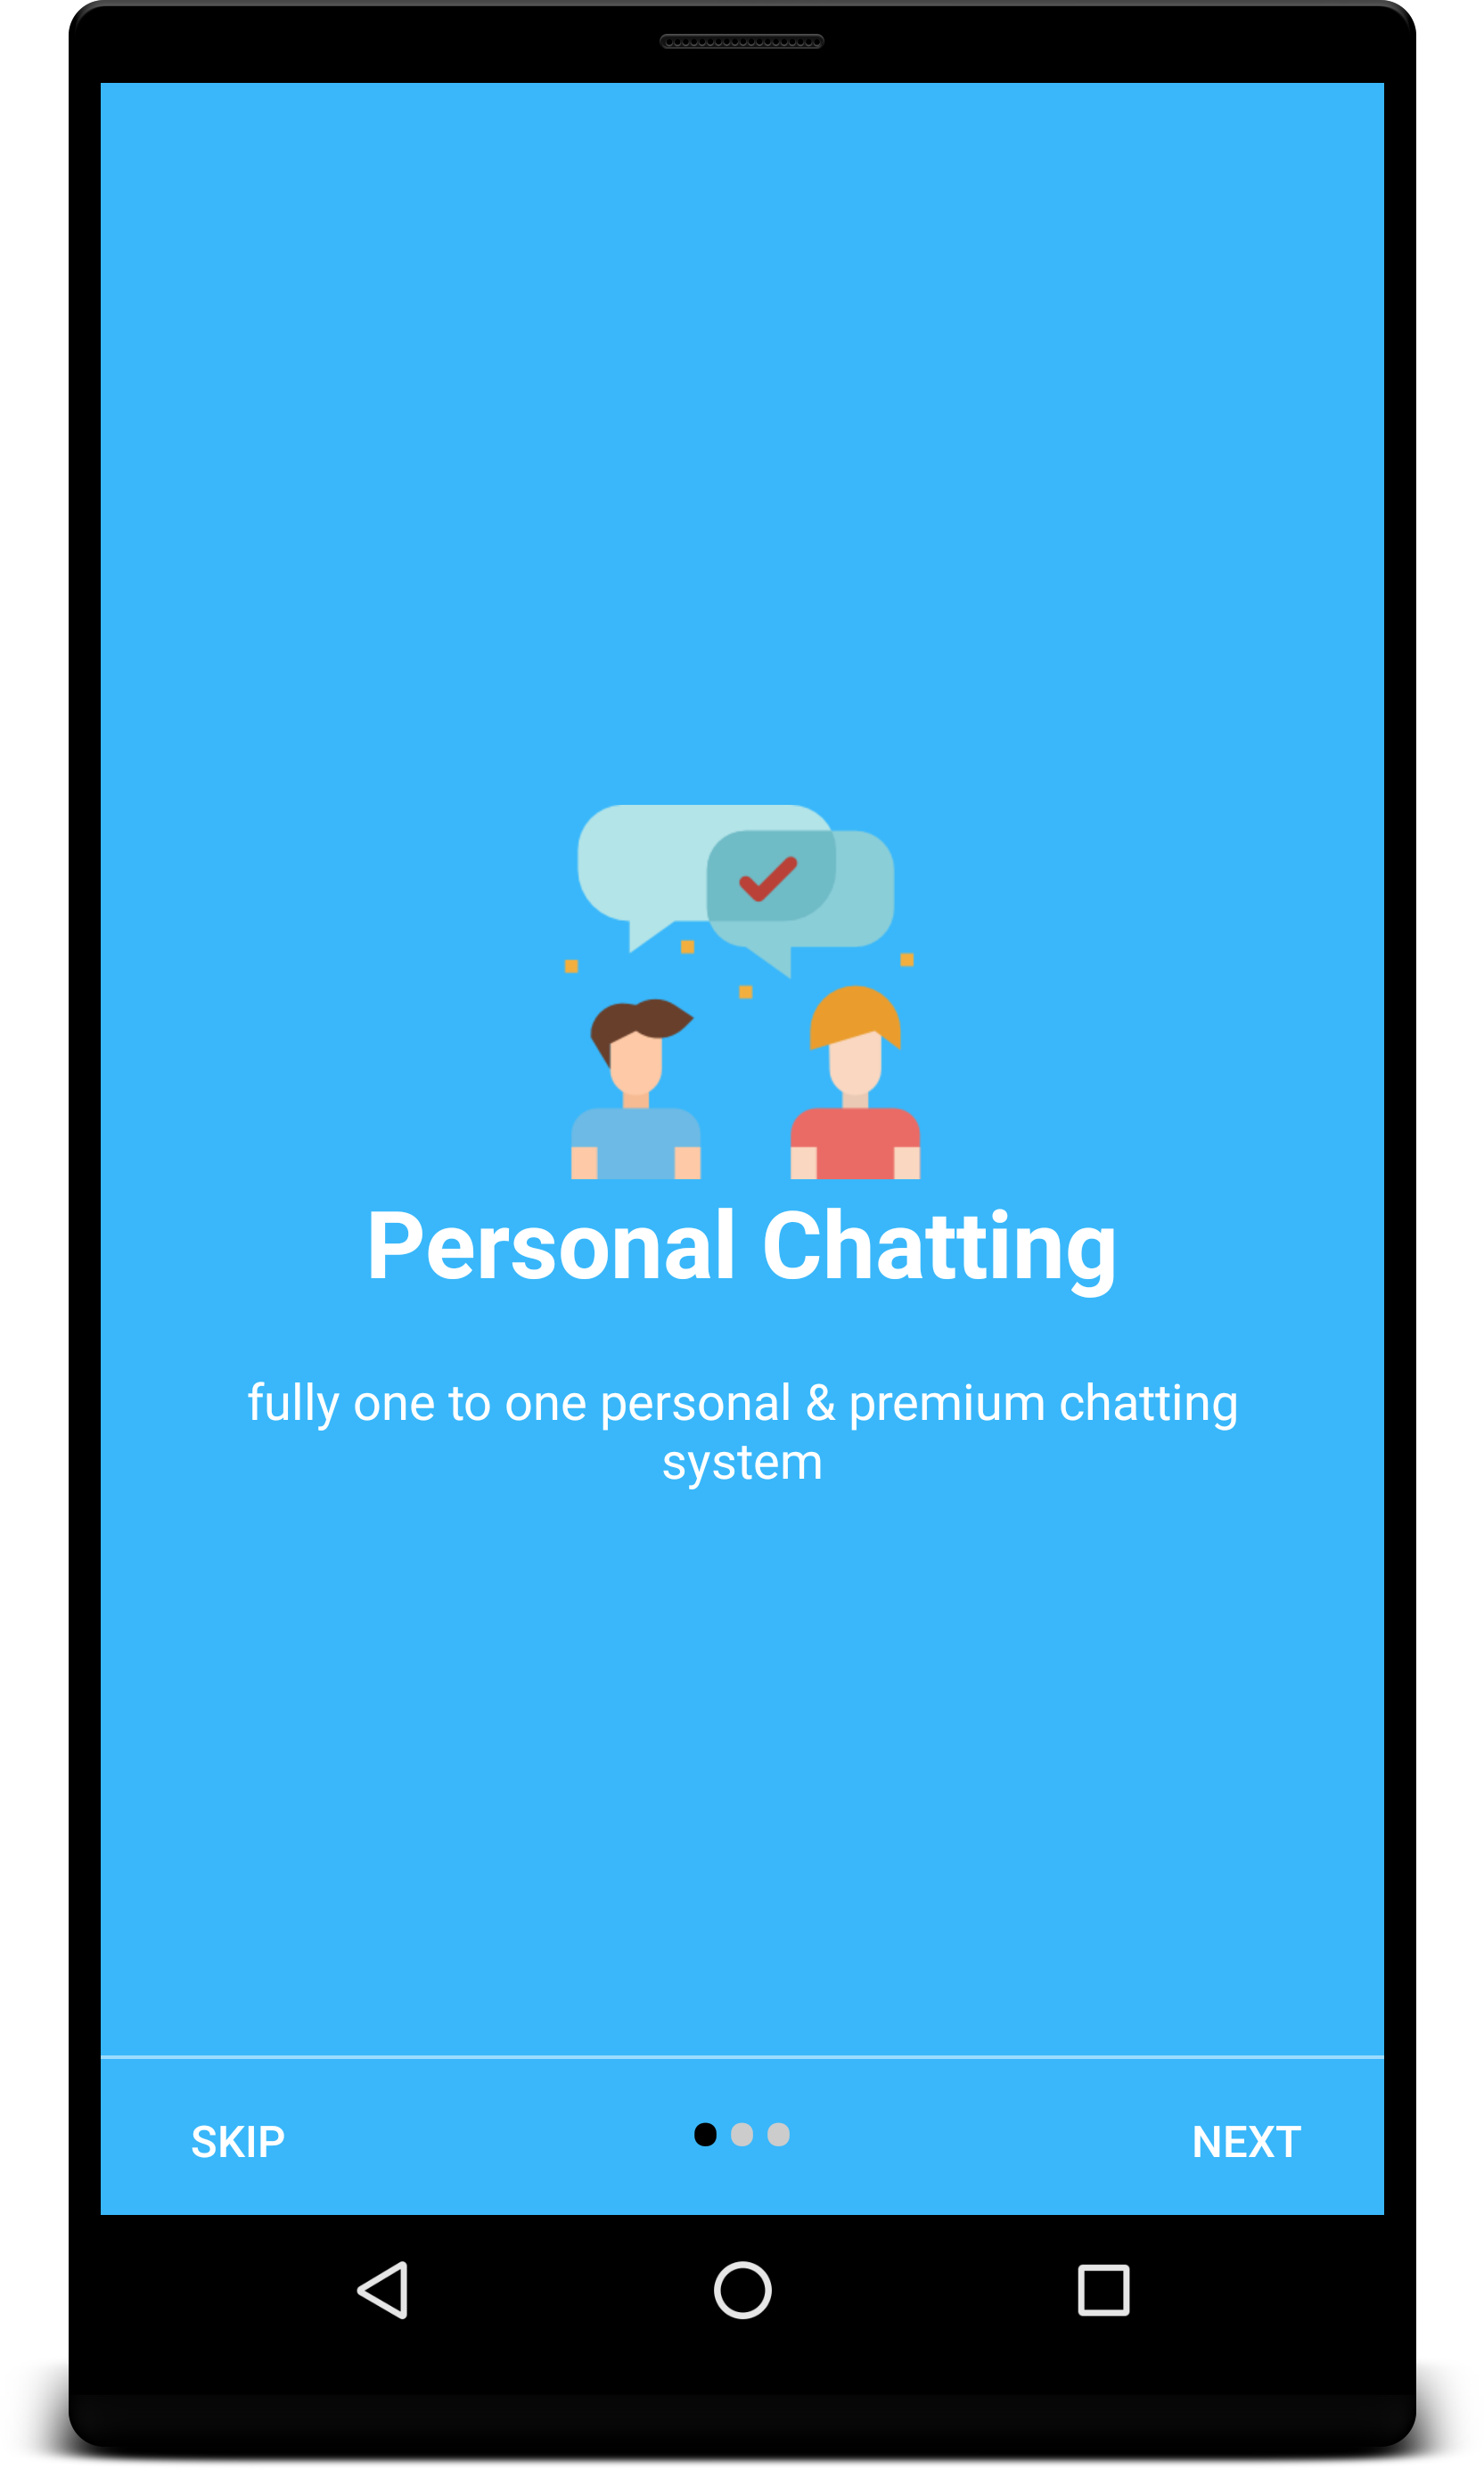 Personal Chatting
fully one to one personal & premium chatting
system
SKIP
NEXT